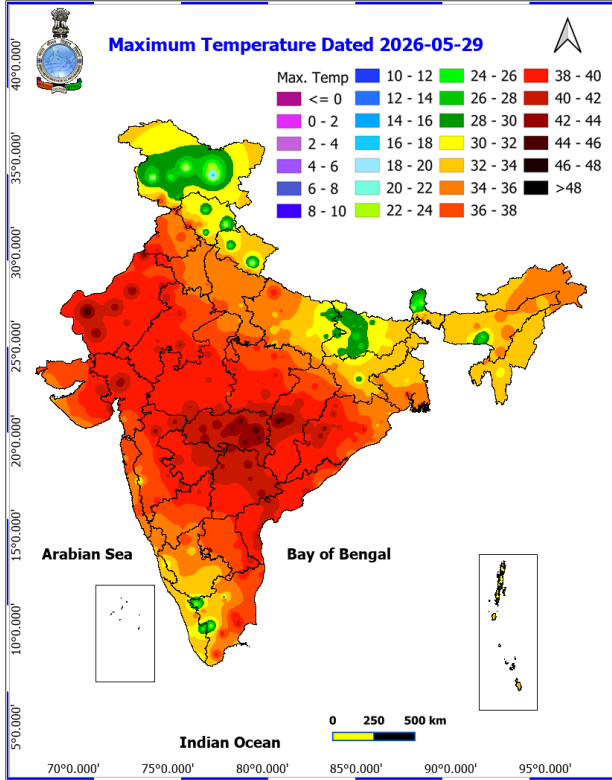 Maximum Temperature Dated 2026-05-29
Max. Temp
<= 0
0 - 2
2 - 4
4 - 6
6 - 8
8 - 10
10 - 12
12 - 14
14 - 16
16 - 18
18 - 20
20 - 22
22 - 24
24 - 26
26 - 28
28 - 30
30 - 32
32 - 34
34 - 36
36 - 38
38 - 40
40 - 42
42 - 44
44 - 46
46 - 48
>48
40°0.000'
35°0.000'
30°0.000'
25°0.000'
20°0.000'
15°0.000'
10°0.000'
5°0.000'
Arabian Sea
Bay of Bengal
Indian Ocean
0 250 500 km
70°0.000' 75°0.000' 80°0.000' 85°0.000' 90°0.000' 95°0.000'